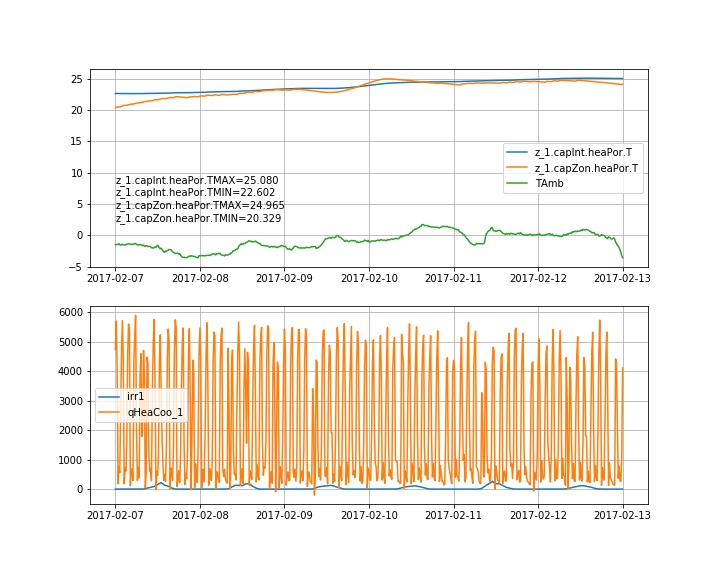 25
20
15
10
5
0
−5
z_1.capInt.heaPor.T
z_1.capZon.heaPor.T
TAmb
z_1.capInt.heaPor.TMAX=25.080
z_1.capInt.heaPor.TMIN=22.602
z_1.capZon.heaPor.TMAX=24.965
z_1.capZon.heaPor.TMIN=20.329
2017-02-07 2017-02-08 2017-02-09 2017-02-10 2017-02-11 2017-02-12 2017-02-13
6000
5000
4000
3000
2000
1000
0
irr1
qHeaCoo_1
2017-02-07 2017-02-08 2017-02-09 2017-02-10 2017-02-11 2017-02-12 2017-02-13